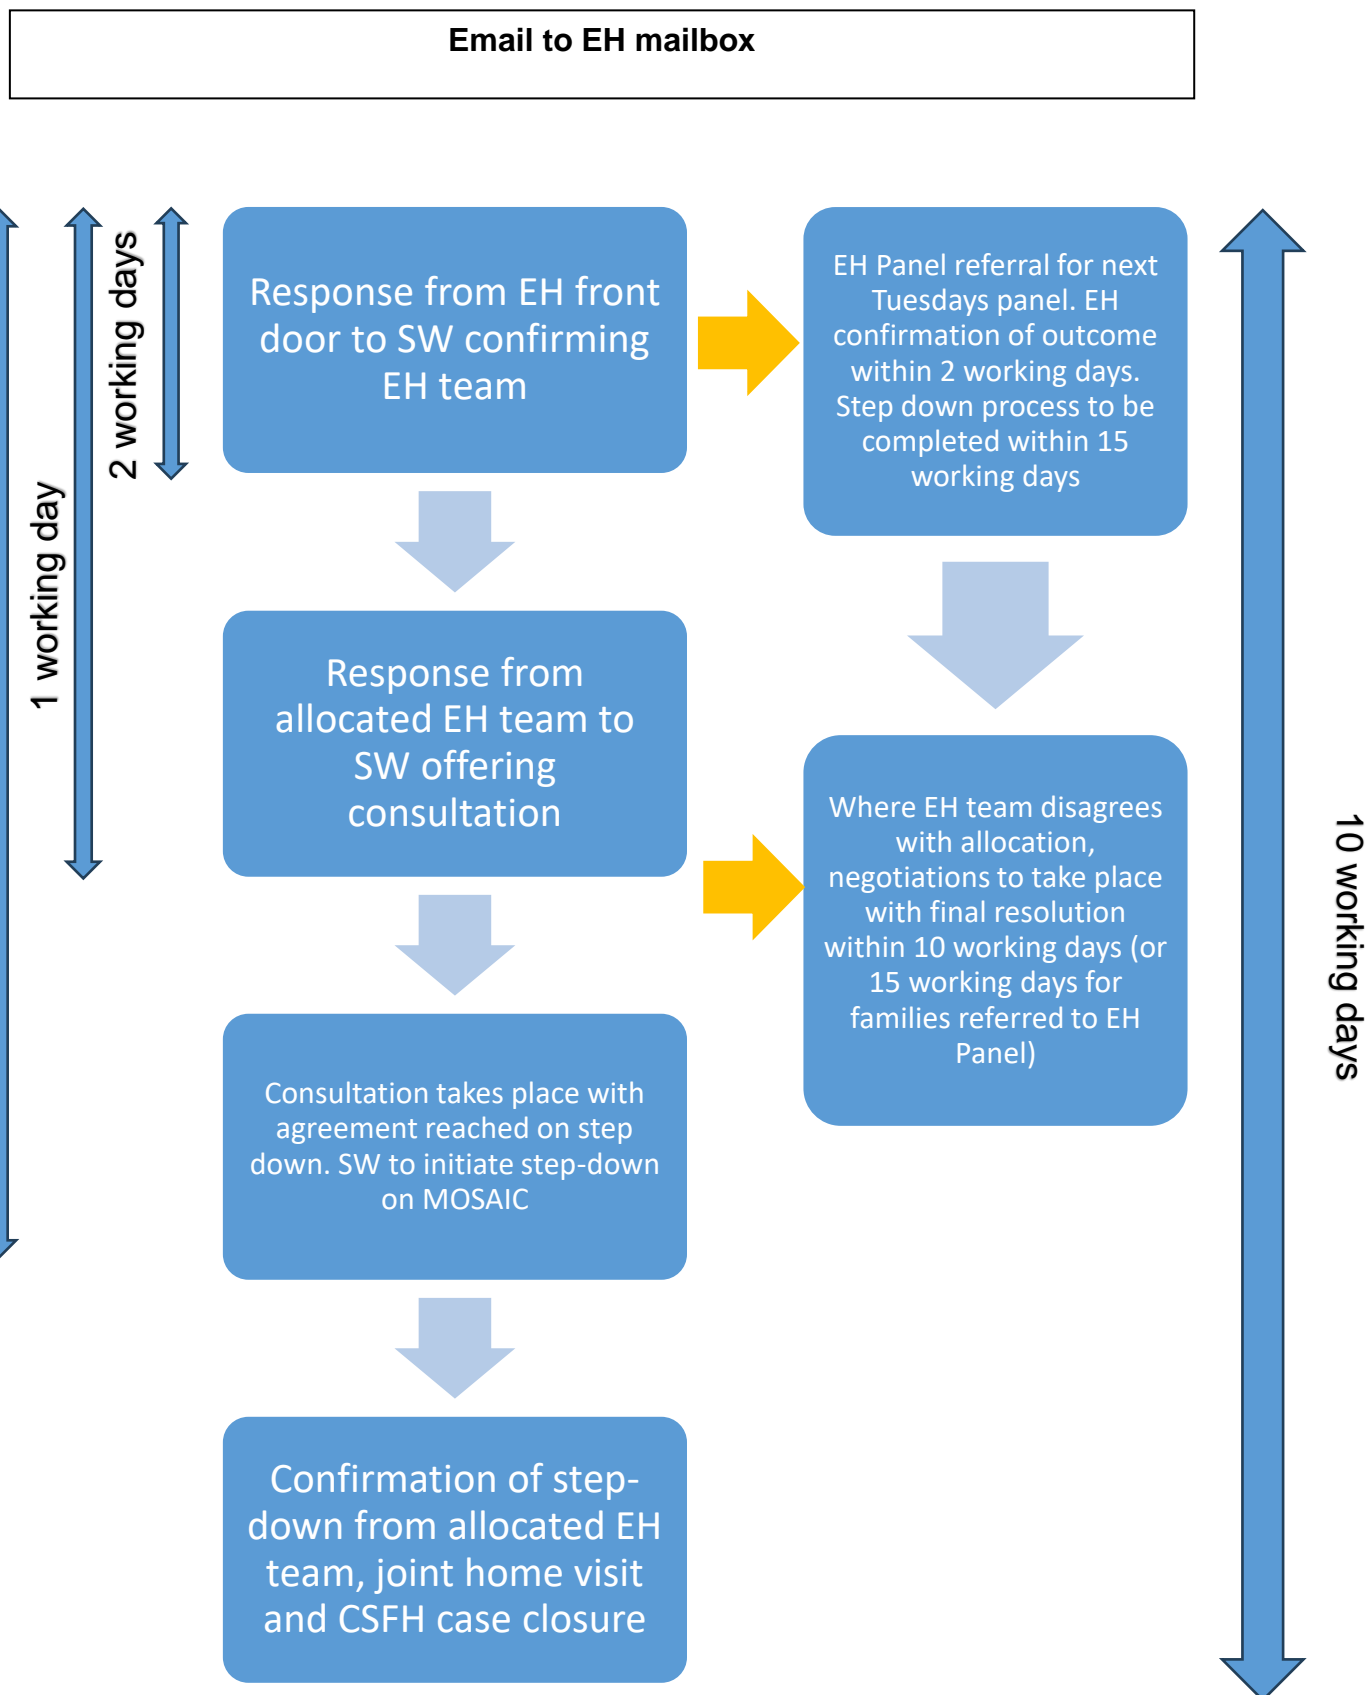 Email to EH mailbox
2 working days
1 working day
Response from EH front
door to SW confirming
EH team
EH Panel referral for next
Tuesdays panel. EH
confirmation of outcome
within 2 working days.
Step down process to be
completed within 15
working days
Response from
allocated EH team to
SW offering
consultation
Where EH team disagrees
with allocation,
negotiations to take place
with final resolution
within 10 working days (or
15 working days for
families referred to EH
Panel)
10 working days
Consultation takes place with
agreement reached on step
down. SW to initiate step-down
on MOSAIC
Confirmation of step-
down from allocated EH
team, joint home visit
and CSFH case closure